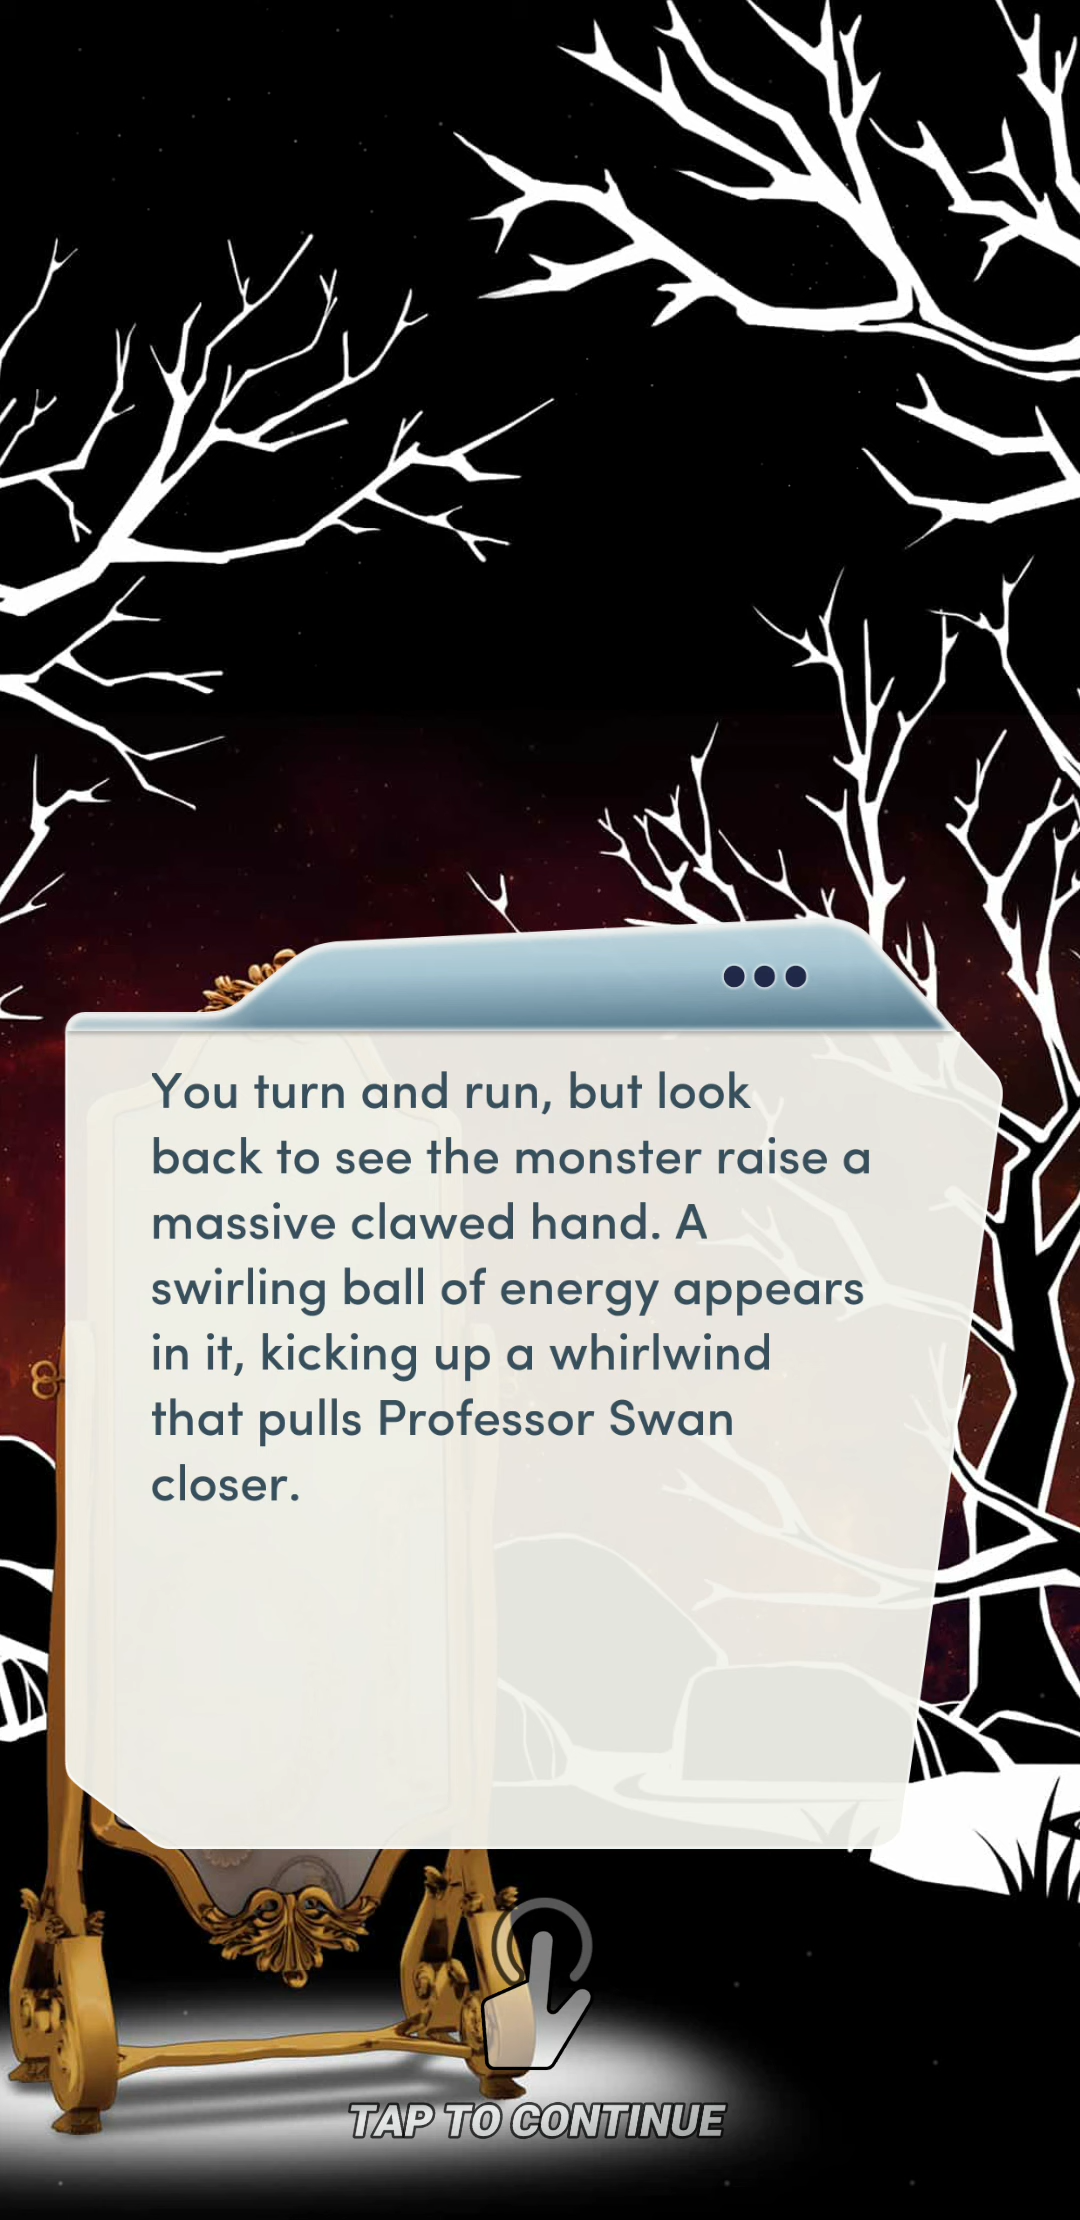 You turn and run, but look
back to see the monster raise a
massive clawed hand. A
swirling ball of energy appears
in it, kicking up a whirlwind
that pulls Professor Swan
closer.
TAP TO CONTINUE